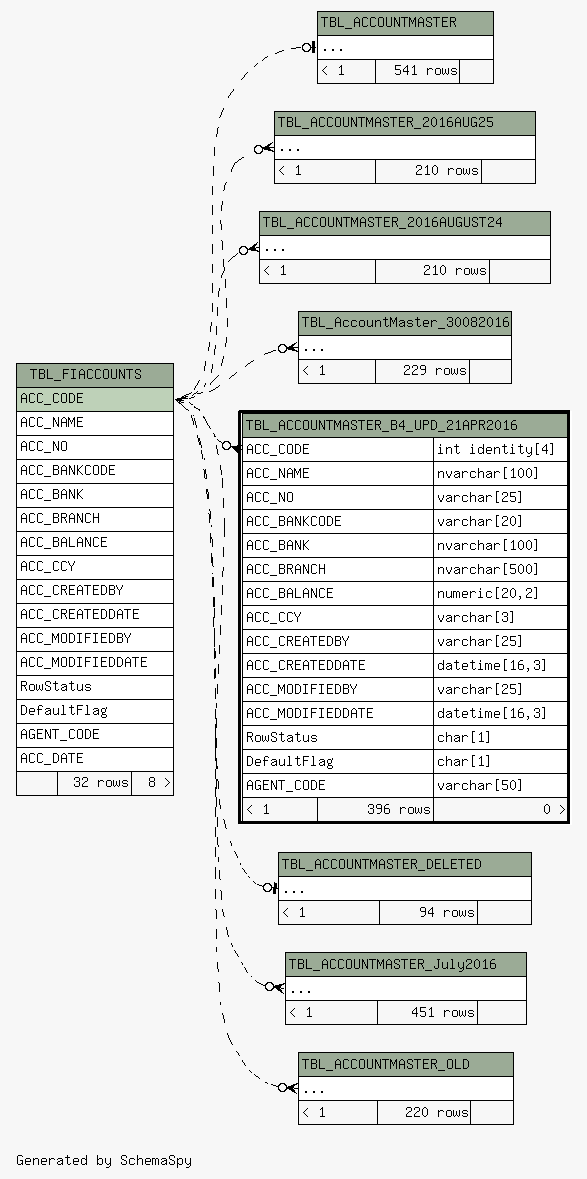 TBL_ACCOUNTMASTER
...
< 1 541 rows
TBL_ACCOUNTMASTER_2016AUG25
...
< 1 210 rows
TBL_ACCOUNTMASTER_2016AUGUST24
...
< 1 210 rows
TBL_AccountMaster_30082016
...
< 1 229 rows
TBL_FIACCOUNTS
ACC_CODE
ACC_NAME
ACC_NO
ACC_BANKCODE
ACC_BANK
ACC_BRANCH
ACC_BALANCE
ACC_CCY
ACC_CREATEDBY
ACC_CREATEDDATE
ACC_MODIFIEDBY
ACC_MODIFIEDDATE
RowStatus
DefaultFlag
AGENT_CODE
ACC_DATE
32 rows 8 >
TBL_ACCOUNTMASTER_B4_UPD_21APR2016
ACC_CODE int identity[4]
ACC_NAME nvarchar[100]
ACC_NO varchar[25]
ACC_BANKCODE varchar[20]
ACC_BANK nvarchar[100]
ACC_BRANCH nvarchar[500]
ACC_BALANCE numeric[20,2]
ACC_CCY varchar[3]
ACC_CREATEDBY varchar[25]
ACC_CREATEDDATE datetime[16,3]
ACC_MODIFIEDBY varchar[25]
ACC_MODIFIEDDATE datetime[16,3]
RowStatus char[1]
DefaultFlag char[1]
AGENT_CODE varchar[50]
< 1 396 rows 0 >
TBL_ACCOUNTMASTER_DELETED
...
< 1 94 rows
TBL_ACCOUNTMASTER_July2016
...
< 1 451 rows
TBL_ACCOUNTMASTER_OLD
...
< 1 220 rows
Generated by SchemaSpy